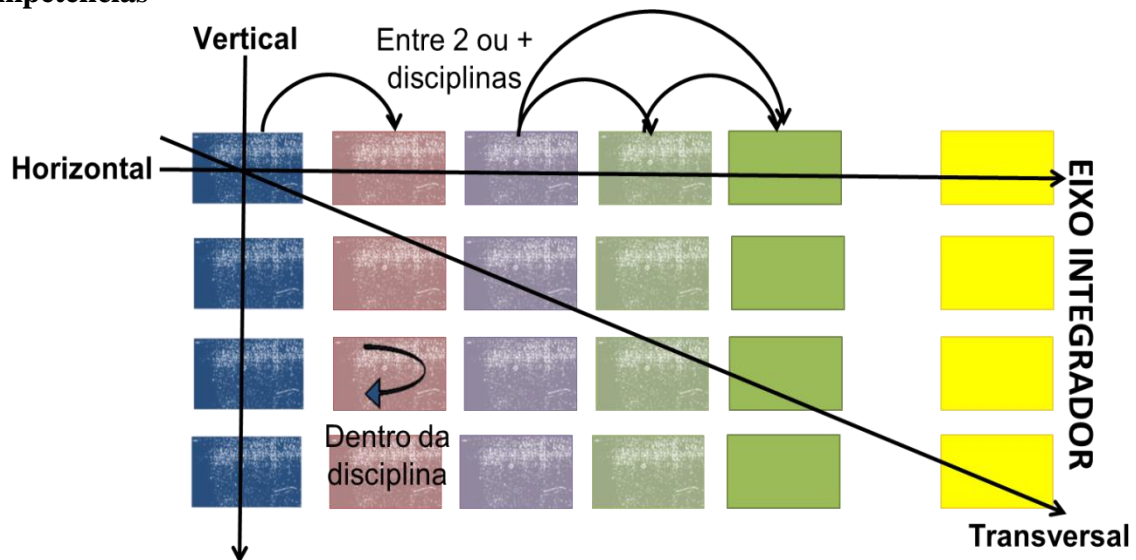 Vertical
Entre 2 ou +
disciplinas
Horizontal
EIXO INTEGRADOR
Dentro da
disciplina
Transversal